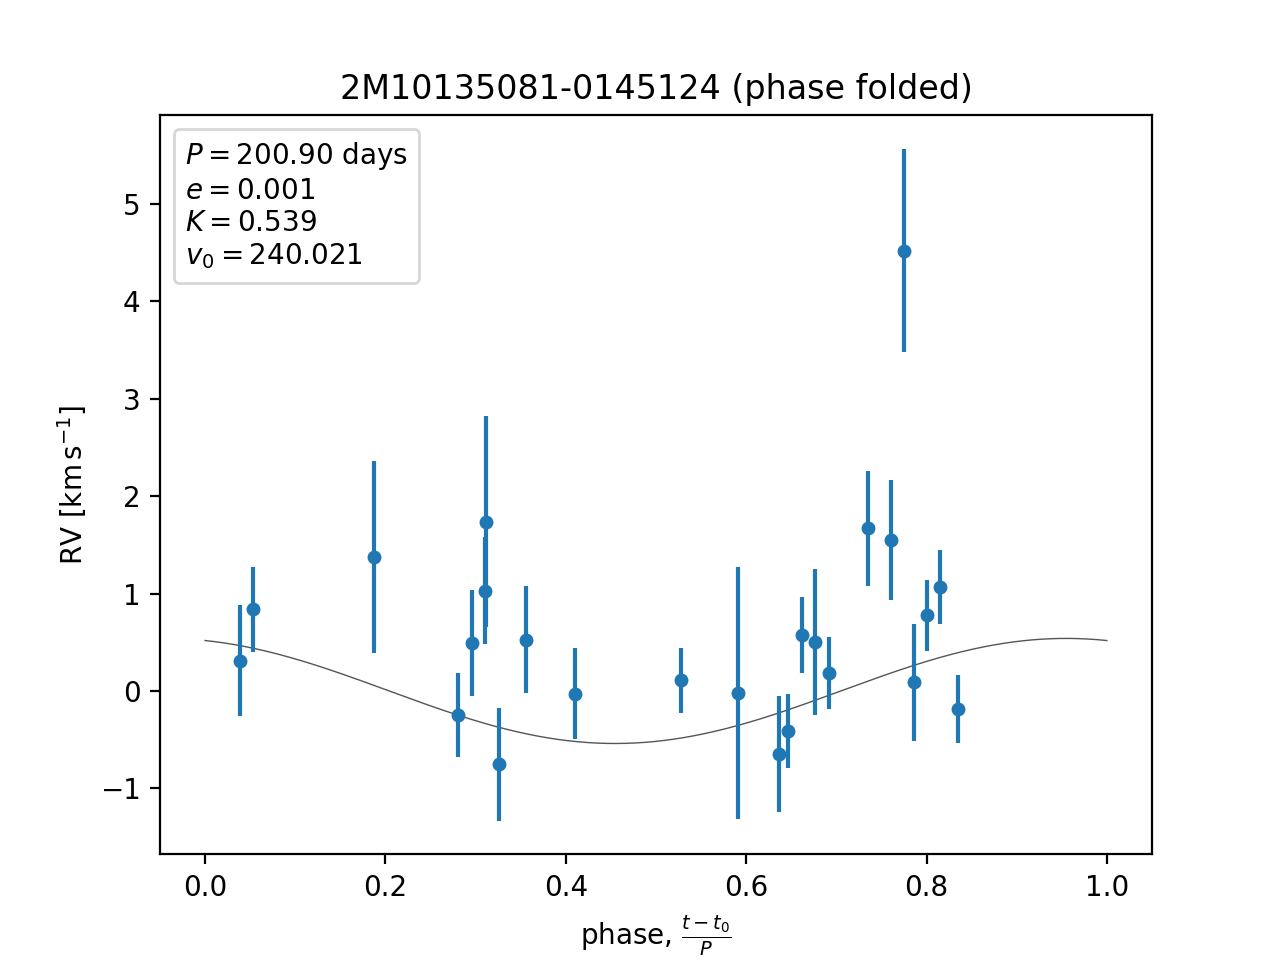 2M10135081-0145124 (phase folded)
P = 200.90 days
e = 0.001
K = 0.539
v₀ = 240.021
RV [km s⁻¹]
5
4
3
2
1
0
−1
0.0 0.2 0.4 0.6 0.8 1.0
phase, (t − t₀)/P